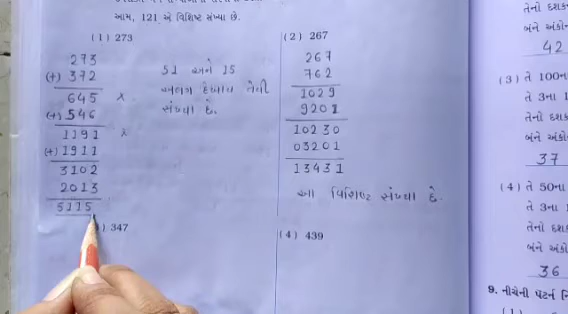 આમ, 121 એ વિશિષ્ટ સંખ્યા છે.
(1) 273
273
(+) 372
645 x
(+) 546
1191 x
(+) 1911
3102
2013
5115
51 અને 15
અલગ દેખાય તેવી
સંખ્યા છે.
(2) 267
267
762
1029
9201
10230
03201
13431
આ વિશિષ્ટ સંખ્યા છે.
) 347
(4) 439
તેનો દશક
બંને અંકો
42
(3) તે 100ના
તે 3ના
તેનો દશક
બંને અંકો
37
(4) તે 50ના
તે 3ના
તેનો દશ
બંને અંકો
36
9. નીચેની પેટર્ન